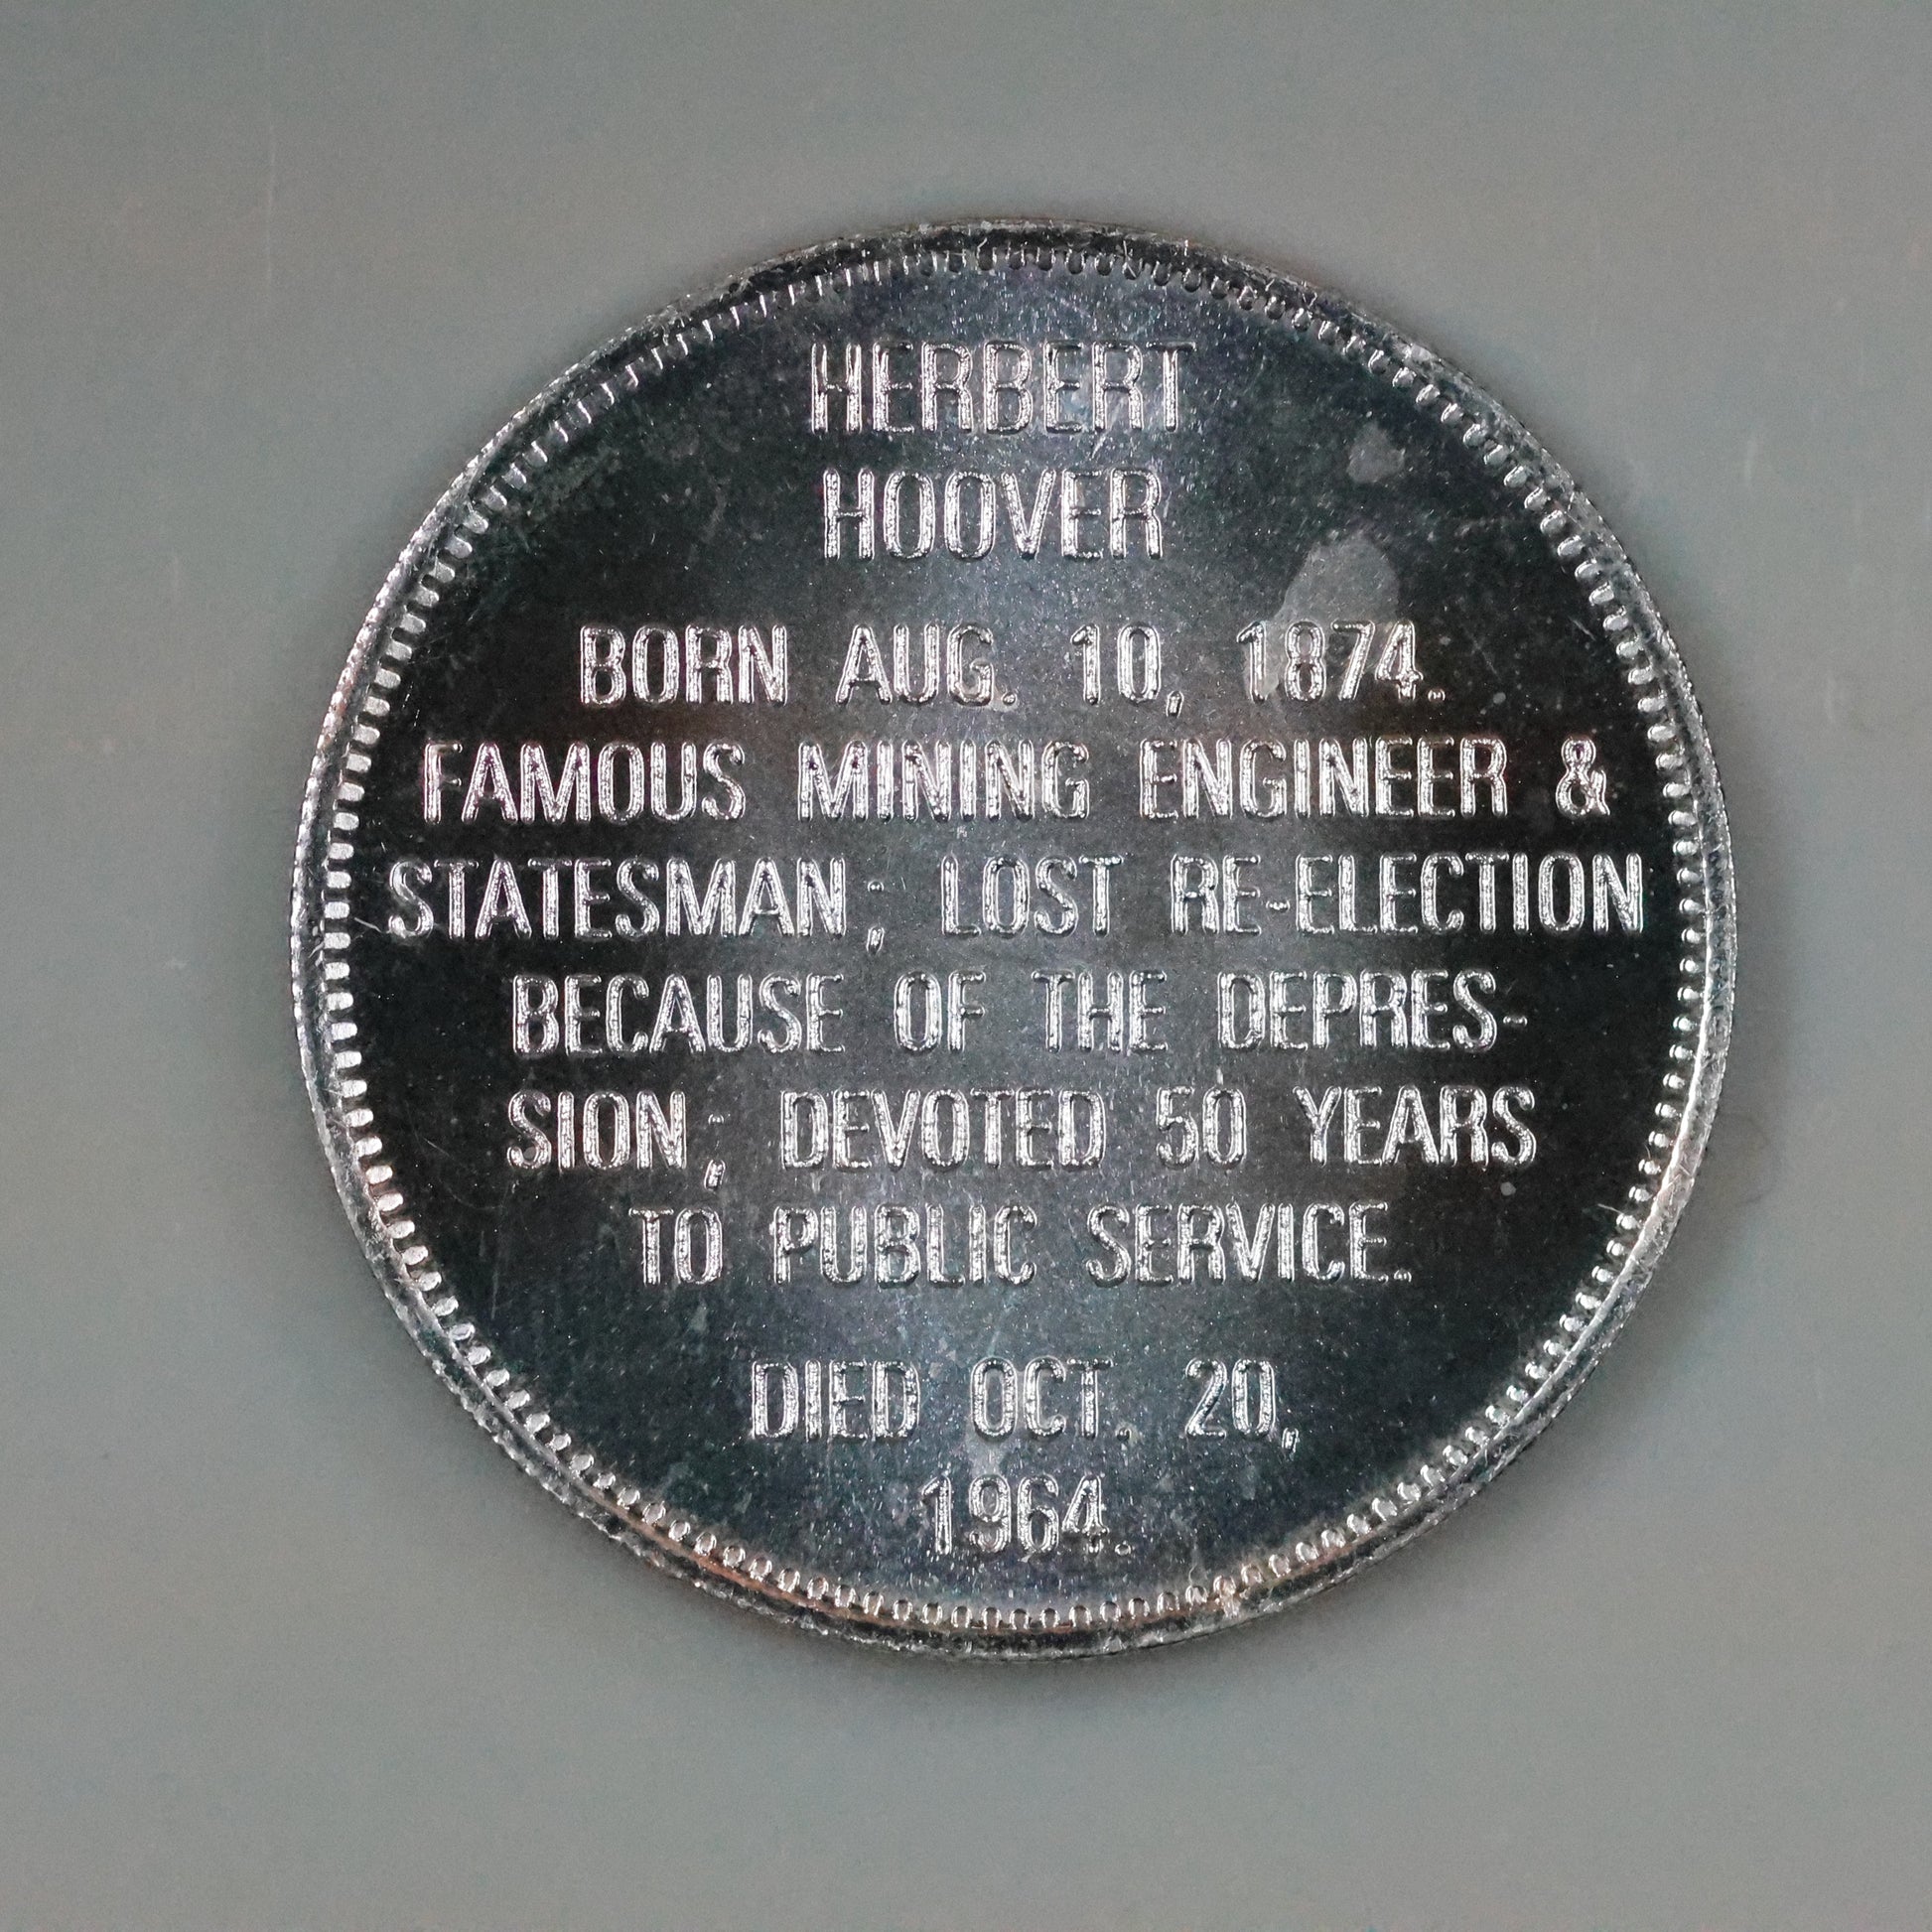 HERBERT
HOOVER
BORN AUG. 10, 1874.
FAMOUS MINING ENGINEER &
STATESMAN; LOST RE-ELECTION
BECAUSE OF THE DEPRES-
SION; DEVOTED 50 YEARS
TO PUBLIC SERVICE.
DIED OCT. 20,
1964.